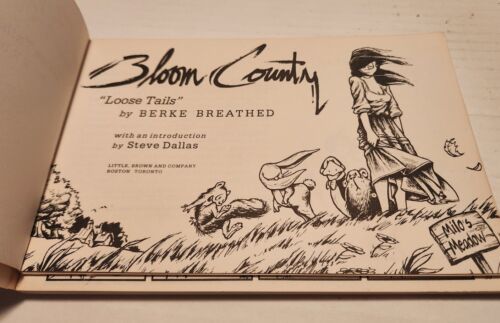 Bloom County
"Loose Tails"
by BERKE BREATHED
with an introduction
by Steve Dallas
LITTLE, BROWN AND COMPANY
BOSTON TORONTO
Milo's
Meadow